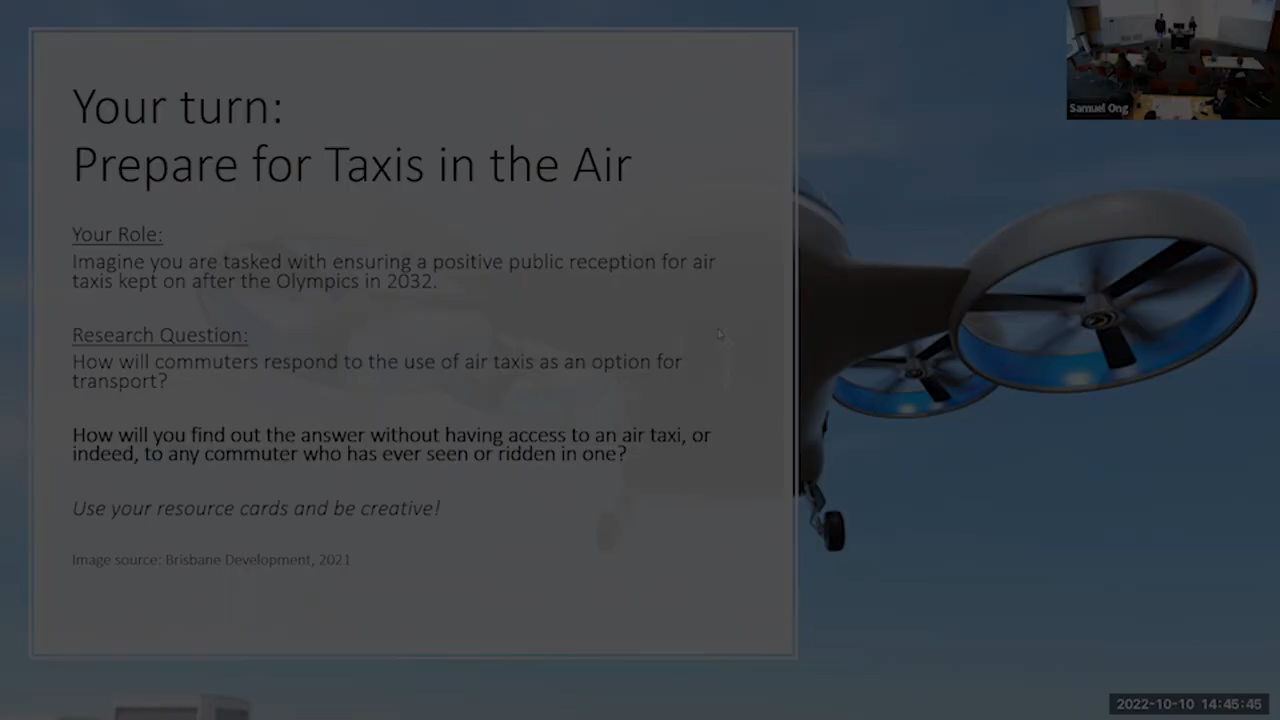 Your turn:
Prepare for Taxis in the Air
Your Role:
Imagine you are tasked with ensuring a positive public reception for air
taxis kept on after the Olympics in 2032.
Research Question:
How will commuters respond to the use of air taxis as an option for
transport?
How will you find out the answer without having access to an air taxi, or
indeed, to any commuter who has ever seen or ridden in one?
Use your resource cards and be creative!
Image source: Brisbane Development, 2021
Samuel Ong
2022-10-10 14:45:45